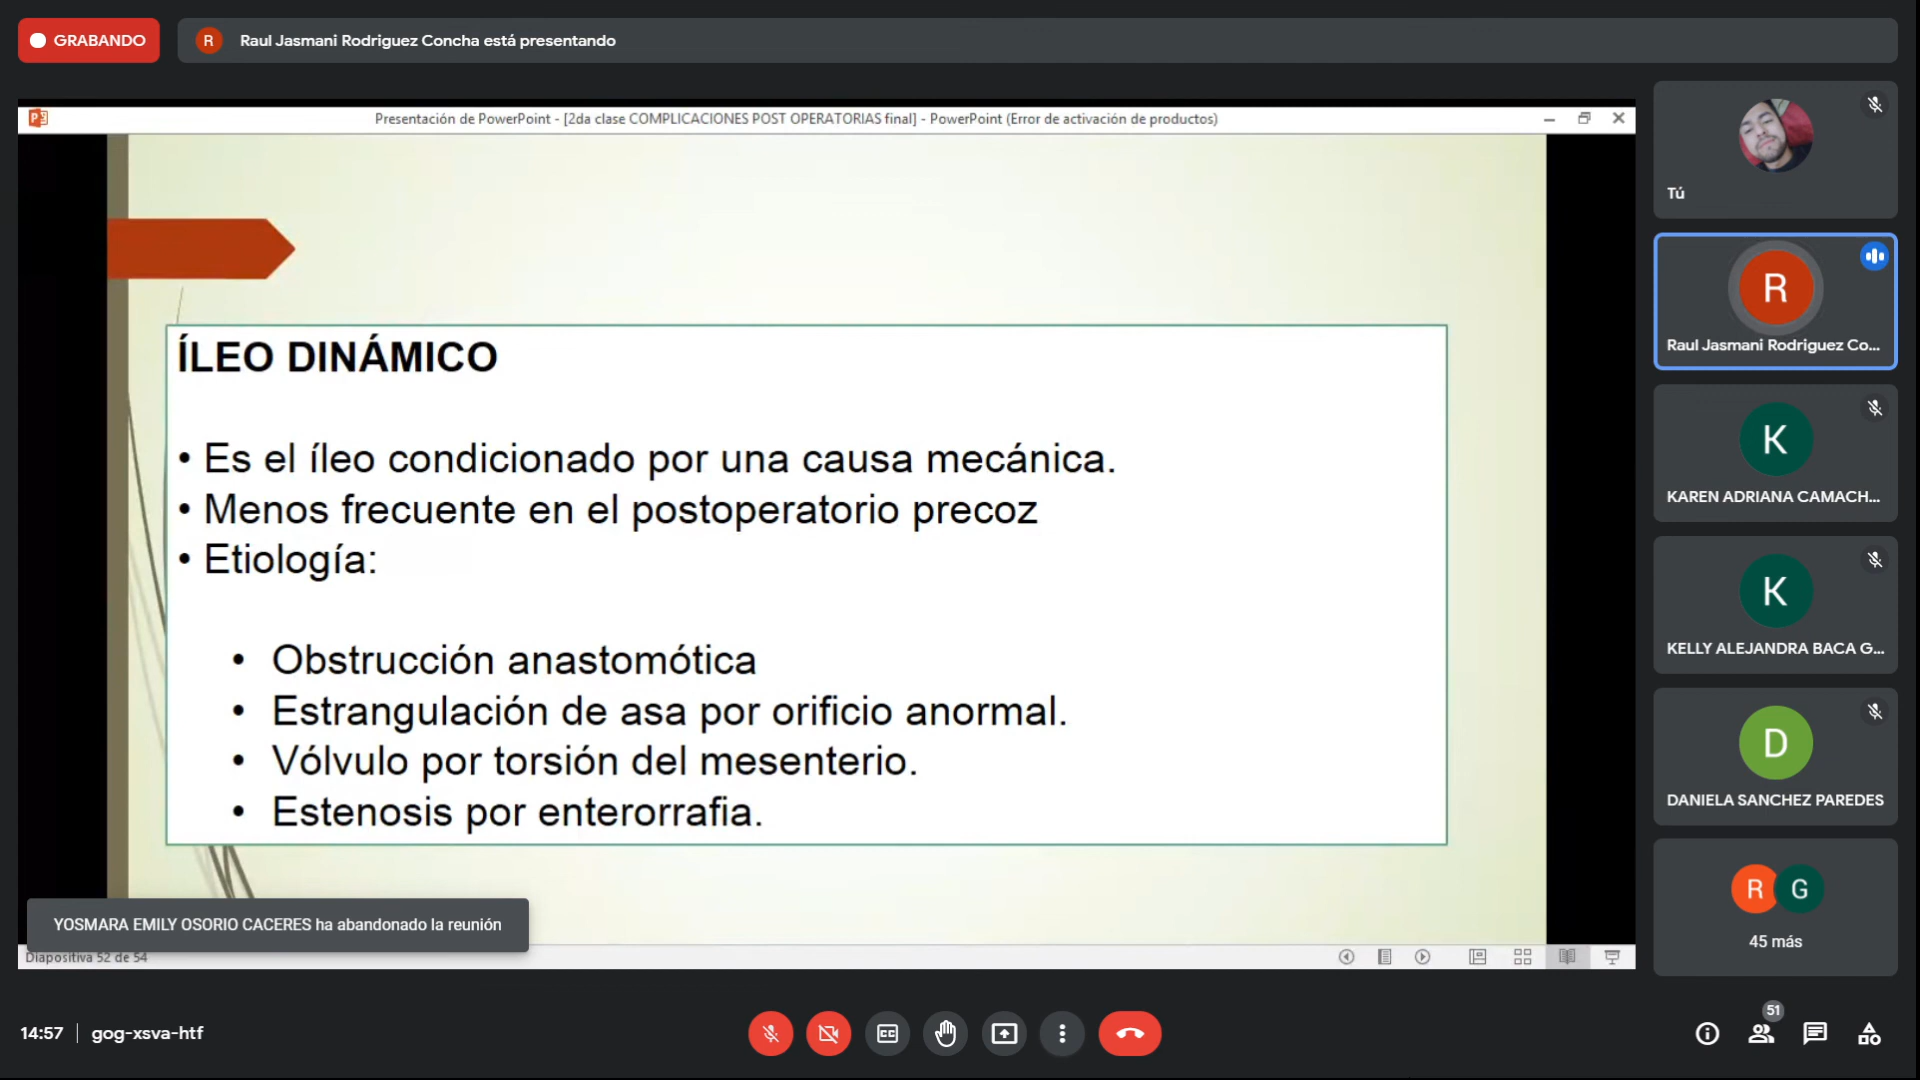 GRABANDO
R
Raul Jasmani Rodriguez Concha está presentando
Presentación de PowerPoint - [2da clase COMPLICACIONES POST OPERATORIAS final] - PowerPoint (Error de activación de productos)
ÍLEO DINÁMICO
• Es el íleo condicionado por una causa mecánica.
• Menos frecuente en el postoperatorio precoz
• Etiología:
• Obstrucción anastomótica
• Estrangulación de asa por orificio anormal.
• Vólvulo por torsión del mesenterio.
• Estenosis por enterorrafia.
YOSMARA EMILY OSORIO CACERES ha abandonado la reunión
Diapositiva 52 de 54
Tú
R
Raul Jasmani Rodriguez Co...
K
KAREN ADRIANA CAMACH...
K
KELLY ALEJANDRA BACA G...
D
DANIELA SANCHEZ PAREDES
R G
45 más
14:57 | gog-xsva-htf
CC
51